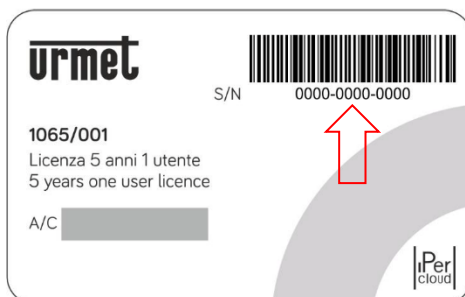 urmet
S/N 0000-0000-0000
1065/001
Licenza 5 anni 1 utente
5 years one user licence
A/C
iPer
cloud